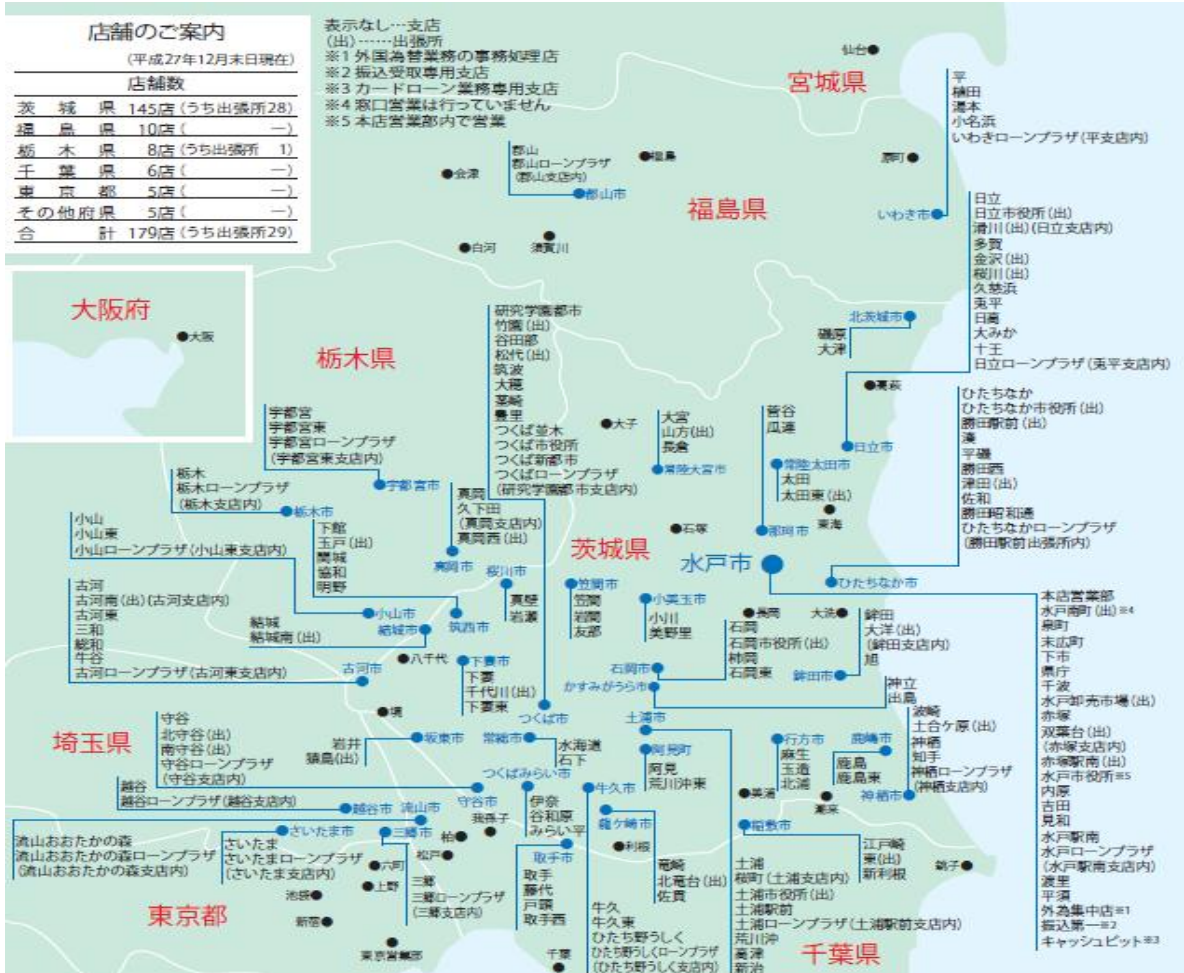 店舗のご案内
(平成27年12月末日現在)
店舗数
茨城県 145店(うち出張所28)
福島県 10店( ー)
栃木県 8店(うち出張所 1)
千葉県 6店( ー)
東京都 5店( ー)
その他府県 5店( ー)
合計 179店(うち出張所29)
表示なし…支店
(出)……出張所
※1 外国為替業務の事務処理店
※2 振込受取専用支店
※3 カードローン業務専用支店
※4 窓口営業は行っていません
※5 本店営業部内で営業
仙台
宮城県
平
植田
湯本
小名浜
いわきローンプラザ(平支店内)
いわき市
原町
福島
会津
郡山
郡山ローンプラザ
(郡山支店内)
郡山市
福島県
白河
須賀川
大阪府
大阪
栃木県
日立
日立市役所(出)
滑川(出)(日立支店内)
多賀
金沢(出)
桜川(出)
久慈浜
兎平
日高
大みか
十王
日立ローンプラザ(兎平支店内)
日立市
北茨城市
磯原
大津
高萩
研究学園都市
竹園(出)
谷田部
松代(出)
筑波
大穂
茎崎
豊里
つくば並木
つくば市役所
つくば新都市
つくばローンプラザ
(研究学園都市支店内)
つくば市
大子
大宮
山方(出)
長倉
常陸大宮市
菅谷
瓜連
那珂市
常陸太田市
太田
太田東(出)
東海
ひたちなか
ひたちなか市役所(出)
勝田駅前(出)
湊
平磯
勝田西
津田(出)
佐和
勝田昭和通
ひたちなかローンプラザ
(勝田駅前出張所内)
ひたちなか市
宇都宮
宇都宮東
宇都宮ローンプラザ
(宇都宮東支店内)
宇都宮市
栃木
栃木ローンプラザ
(栃木支店内)
栃木市
真岡
久下田
(真岡支店内)
真岡西(出)
真岡市
小山
小山東
小山ローンプラザ(小山東支店内)
小山市
下館
玉戸(出)
関城
協和
明野
筑西市
桜川市
真壁
岩瀬
石塚
茨城県
水戸市
笠間市
笠間
岩間
友部
小美玉市
小川
美野里
古河
古河南(出)(古河支店内)
古河東
三和
総和
牛谷
古河ローンプラザ(古河東支店内)
古河市
結城
結城南(出)
結城市
八千代
下妻市
下妻
千代川(出)
下妻東
長岡
大洗
石岡
石岡市役所(出)
柿岡
石岡東
石岡市
かすみがうら市
神立
出島
鉾田
大洋(出)
(鉾田支店内)
旭
鉾田市
本店営業部
水戸南町(出)※4
泉町
末広町
下市
県庁
千波
水戸卸売市場(出)
赤塚
双葉台(出)
(赤塚支店内)
赤塚駅南(出)
水戸市役所※5
内原
吉田
見和
水戸駅南
水戸ローンプラザ
(水戸駅南支店内)
渡里
平須
外為集中店※1
振込第一※2
キャッシュピット※3
埼玉県
守谷
北守谷(出)
南守谷(出)
守谷ローンプラザ
(守谷支店内)
守谷市
境
岩井
猿島(出)
坂東市
常総市
水海道
石下
つくばみらい市
伊奈
谷和原
みらい平
土浦市
阿見町
阿見
荒川沖東
行方市
麻生
玉造
北浦
鹿嶋市
鹿島
鹿島東
波崎
土合ケ原(出)
神栖
知手
神栖ローンプラザ
(神栖支店内)
神栖市
越谷
越谷ローンプラザ(越谷支店内)
越谷市
流山市
我孫子
牛久市
龍ケ崎市
竜崎
北竜台(出)
佐貫
利根
美浦
潮来
稲敷市
江戸崎
東(出)
新利根
銚子
流山おおたかの森
流山おおたかの森ローンプラザ
(流山おおたかの森支店内)
さいたま市
さいたま
さいたまローンプラザ
(さいたま支店内)
三郷市
三郷
三郷ローンプラザ
(三郷支店内)
柏
松戸
六町
上野
池袋
新宿
東京都
東京営業部
取手市
取手
藤代
戸頭
取手西
千葉
牛久
牛久東
ひたち野うしく
ひたち野うしくローンプラザ
(ひたち野うしく支店内)
土浦
桜町(土浦支店内)
土浦市役所(出)
土浦駅前
土浦ローンプラザ(土浦駅前支店内)
荒川沖
高津
新治
千葉県